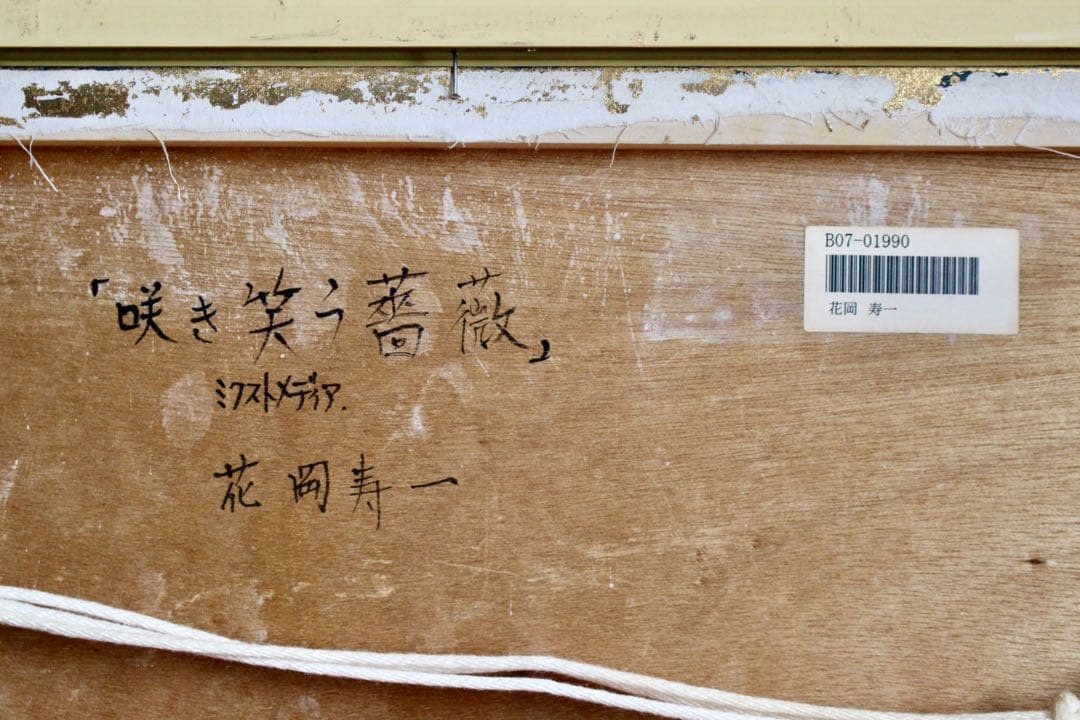 「咲き笑う薔薇」
ミクストメディア.
花岡寿一
B07-01990
花岡 寿一